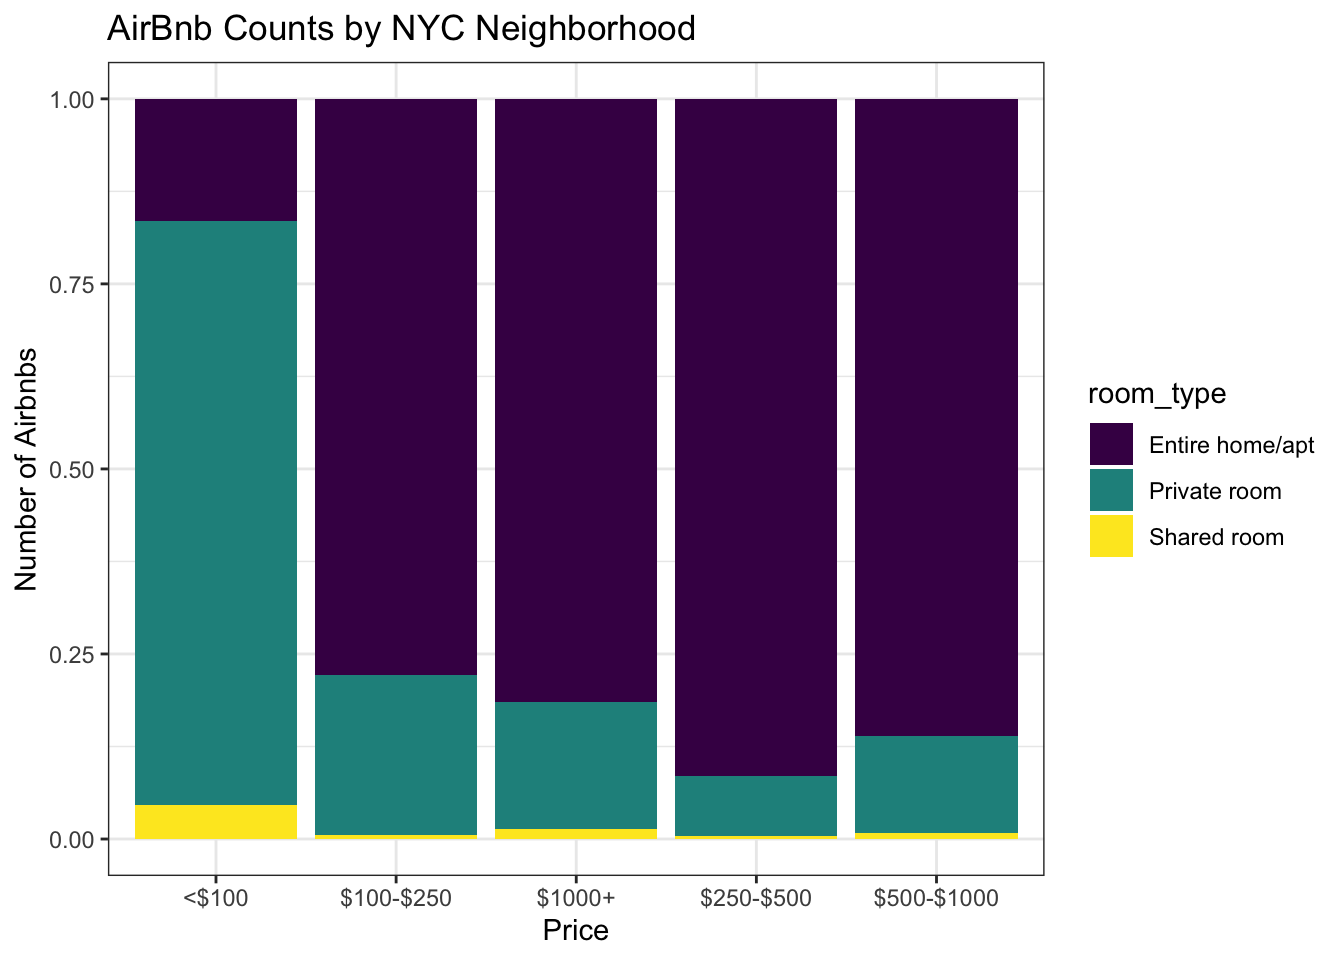 AirBnb Counts by NYC Neighborhood
Number of Airbnbs
1.00
0.75
0.50
0.25
0.00
<$100 $100-$250 $1000+ $250-$500 $500-$1000
Price
room_type
Entire home/apt
Private room
Shared room